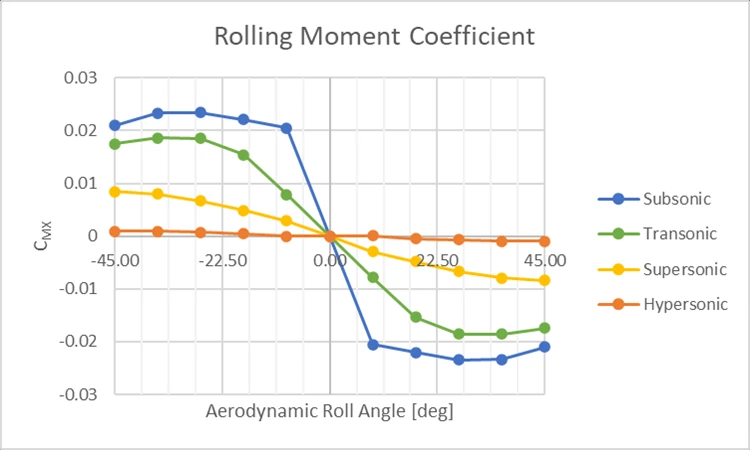 Rolling Moment Coefficient
0.03
0.02
0.01
0
-0.01
-0.02
-0.03
C_MX
-45.00 -22.50 0.00 22.50 45.00
Aerodynamic Roll Angle [deg]
Subsonic
Transonic
Supersonic
Hypersonic